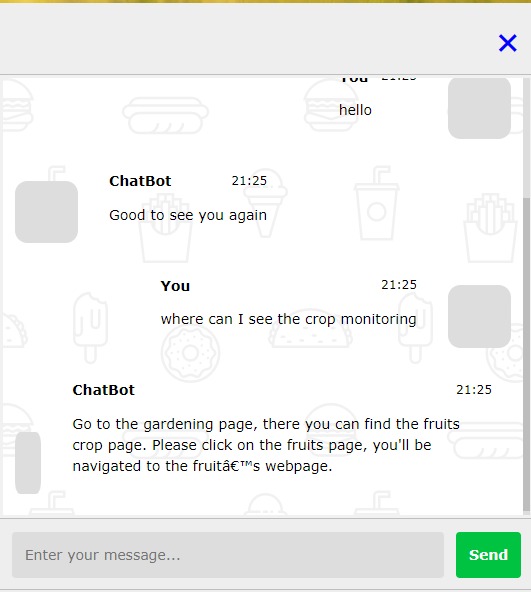 You 21:25
hello
ChatBot 21:25
Good to see you again
You 21:25
where can I see the crop monitoring
ChatBot 21:25
Go to the gardening page, there you can find the fruits
crop page. Please click on the fruits page, you'll be
navigated to the fruitâ€™s webpage.
Enter your message... Send